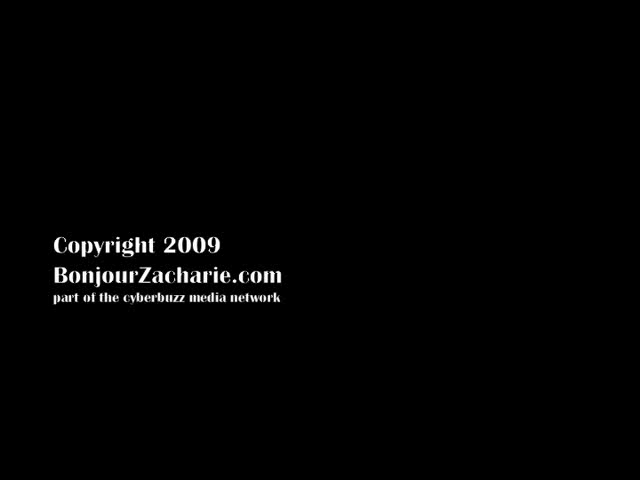 Copyright 2009
BonjourZacharie.com
part of the cyberbuzz media network